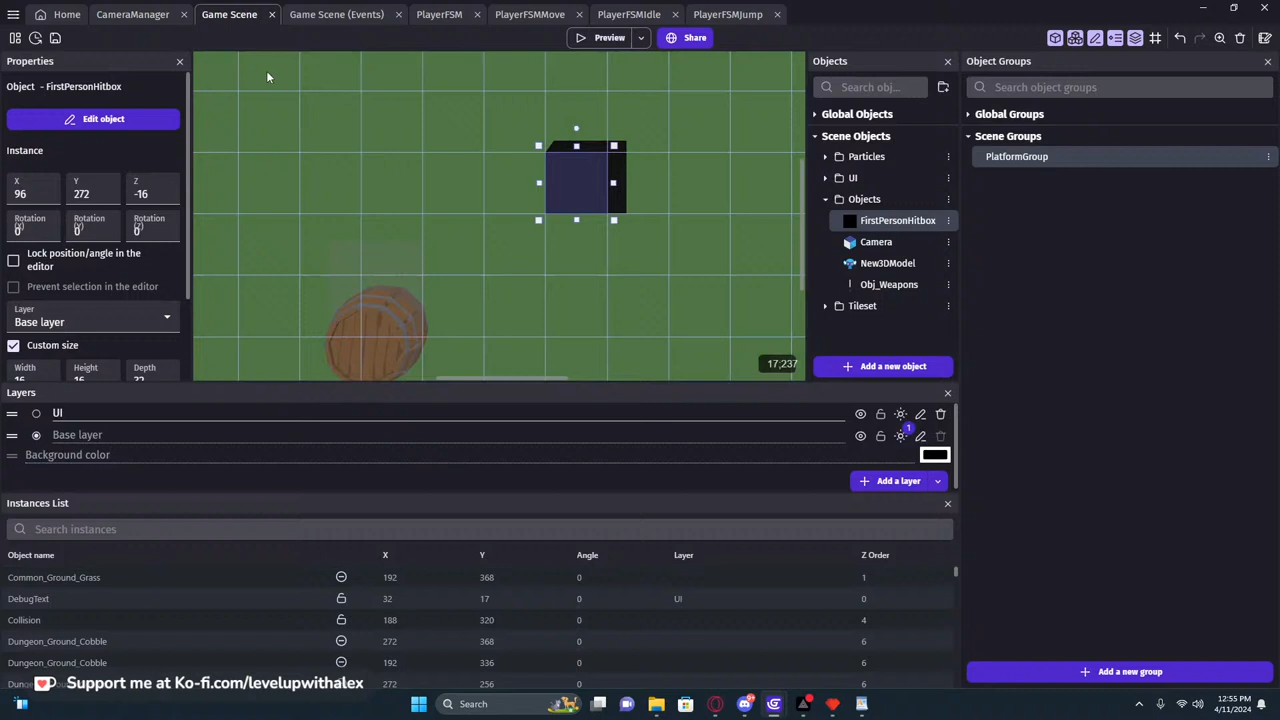 Home
CameraManager
Game Scene
Game Scene (Events)
PlayerFSM
PlayerFSMMove
PlayerFSMIdle
PlayerFSMJump
Preview
Share
Properties
Object - FirstPersonHitbox
Edit object
Instance
X
96
Y
272
Z
-16
Rotation (X)
0
Rotation (Y)
0
Rotation
0
Lock position/angle in the
editor
Prevent selection in the editor
Layer
Base layer
Custom size
Width
16
Height
16
Depth
32
17;237
Objects
Search obj...
Global Objects
Scene Objects
Particles
UI
Objects
FirstPersonHitbox
Camera
New3DModel
Obj_Weapons
Tileset
Add a new object
Object Groups
Search object groups
Global Groups
Scene Groups
PlatformGroup
Add a new group
Layers
UI
Base layer
1
Background color
Add a layer
Instances List
Search instances
Object name X Y Angle Layer Z Order
Common_Ground_Grass 192 368 0 1
DebugText 32 17 0 UI 0
Collision 188 320 0 4
Dungeon_Ground_Cobble 272 368 0 6
Dungeon_Ground_Cobble 192 336 0 6
272 256 0 6
Support me at Ko-fi.com/levelupwithalex
Search
12:55 PM
4/11/2024